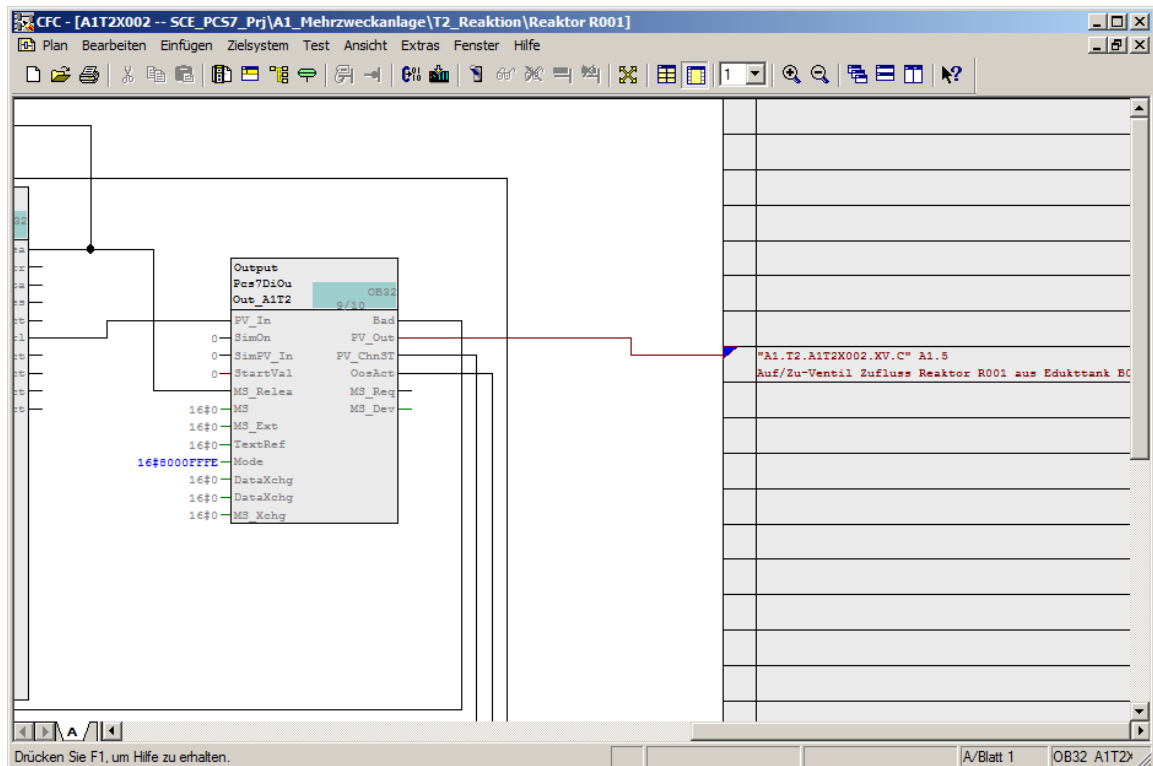 CFC - [A1T2X002 -- SCE_PCS7_Prj\A1_Mehrzweckanlage\T2_Reaktion\Reaktor R001]
Plan Bearbeiten Einfügen Zielsystem Test Ansicht Extras Fenster Hilfe
1
32
Output
Pcs7DiOu
Out_A1T2
OB32
9/10
PV_In
Bad
0
SimOn
PV_Out
0
SimPV_In
PV_ChnST
0
StartVal
OosAct
MS_Relea
MS_Req
16#0
MS
MS_Dev
16#0
MS_Ext
16#0
TextRef
16#8000FFFE
Mode
16#0
DataXchg
16#0
DataXchg
16#0
MS_Xchg
"A1.T2.A1T2X002.XV.C" A1.5
Auf/Zu-Ventil Zufluss Reaktor R001 aus Edukttank
A
Drücken Sie F1, um Hilfe zu erhalten.
A/Blatt 1
OB32 A1T2X